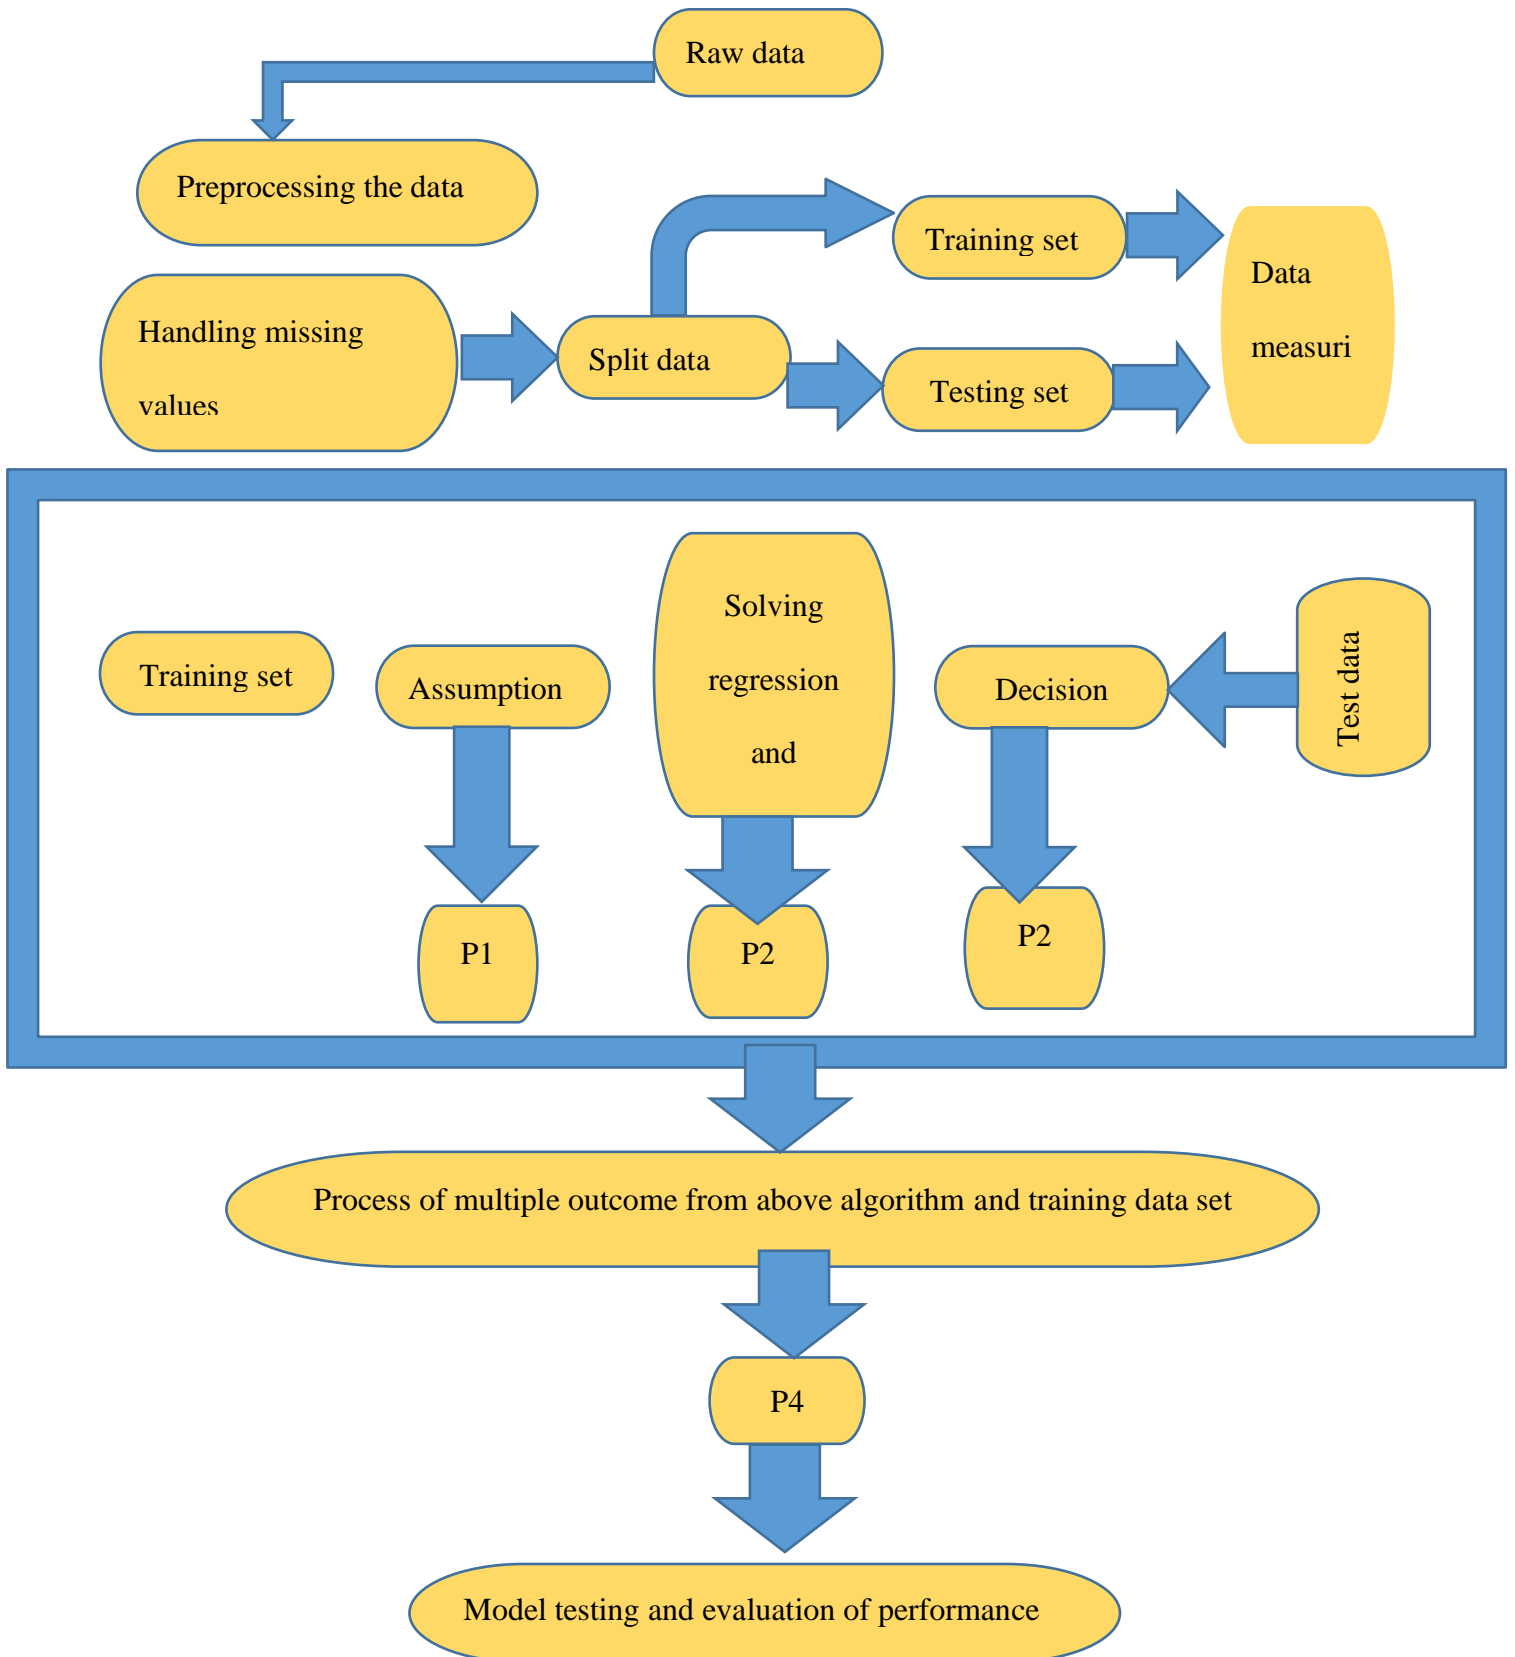 Raw data
Preprocessing the data
Training set
Data
measuri
Handling missing
values
Split data
Testing set
Training set
Assumption
Solving
regression
and
Decision
Test data
P1
P2
P2
Process of multiple outcome from above algorithm and training data set
P4
Model testing and evaluation of performance